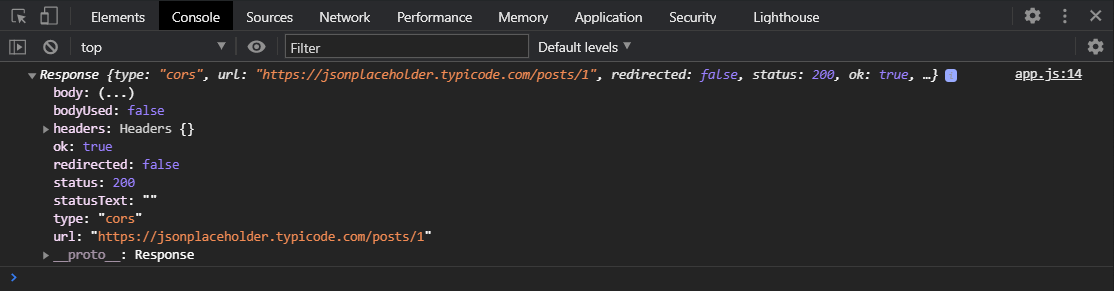 Elements Console Sources Network Performance Memory Application Security Lighthouse
top Filter Default levels
Response {type: "cors", url: "https://jsonplaceholder.typicode.com/posts/1", redirected: false, status: 200, ok: true, …} i app.js:14
body: (...)
bodyUsed: false
headers: Headers {}
ok: true
redirected: false
status: 200
statusText: ""
type: "cors"
url: "https://jsonplaceholder.typicode.com/posts/1"
__proto__: Response